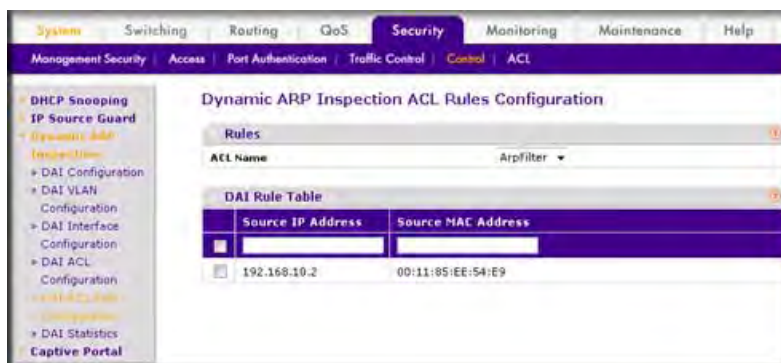 System Switching Routing QoS Security Monitoring Maintenance Help
Management Security Access Port Authentication Traffic Control Control ACL
DHCP Snooping
IP Source Guard
Dynamic ARP
Inspection
DAI Configuration
DAI VLAN
Configuration
DAI Interface
Configuration
DAI ACL
Configuration
DAI Statistics
Captive Portal
Dynamic ARP Inspection ACL Rules Configuration
Rules
ACL Name ArpFilter
DAI Rule Table
Source IP Address Source MAC Address
192.168.10.2 00:11:85:EE:54:E9